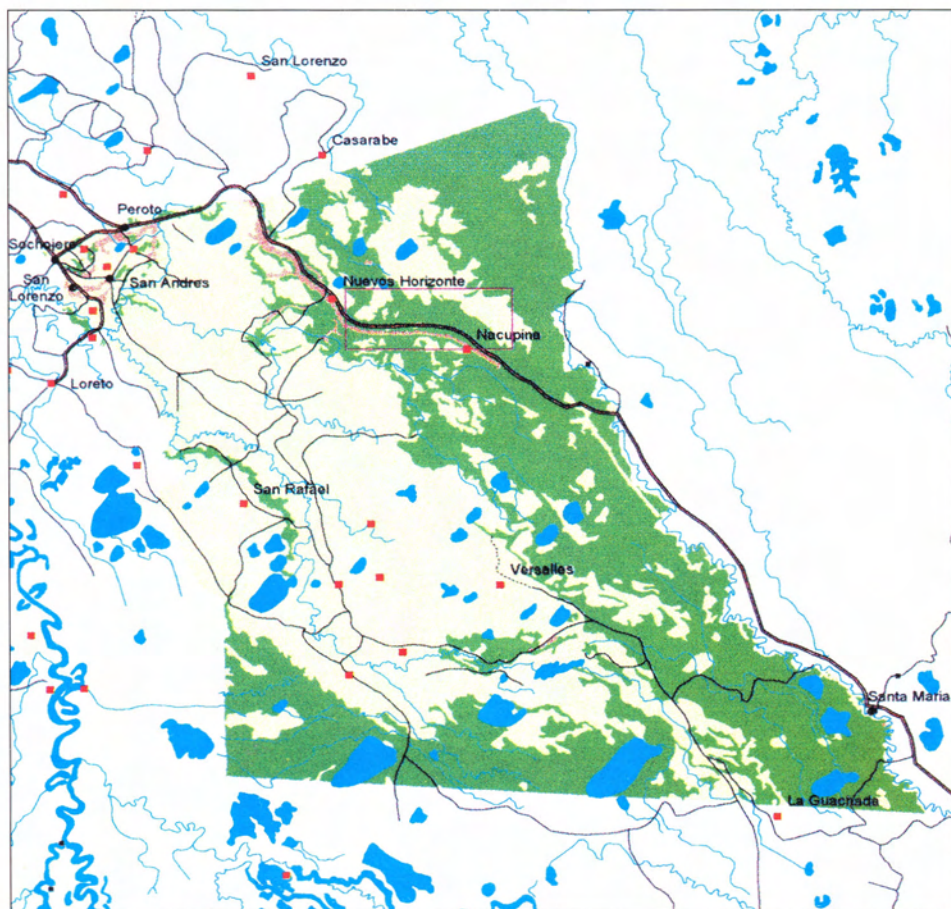 San Lorenzo
Casarabe
Peroto
Sochojere
San Andres
San
Lorenzo
Nuevos Horizonte
Nacupina
Loreto
San Rafael
Versalles
Santa Maria
La Guachada